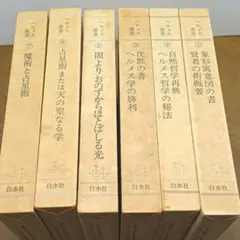 ヘルメス叢書
魔術と占星術
白水社
ヘルメス叢書
占星術または天の聖なる学
白水社
ヘルメス叢書
闇よりおのずからほとばしる光
白水社
ヘルメス叢書
沈黙の書
ヘルメス学の勝利
白水社
ヘルメス叢書
自然哲学再興
ヘルメス哲学の秘法
白水社
ヘルメス叢書
象形寓意図の書
賢者の術概要
白水社